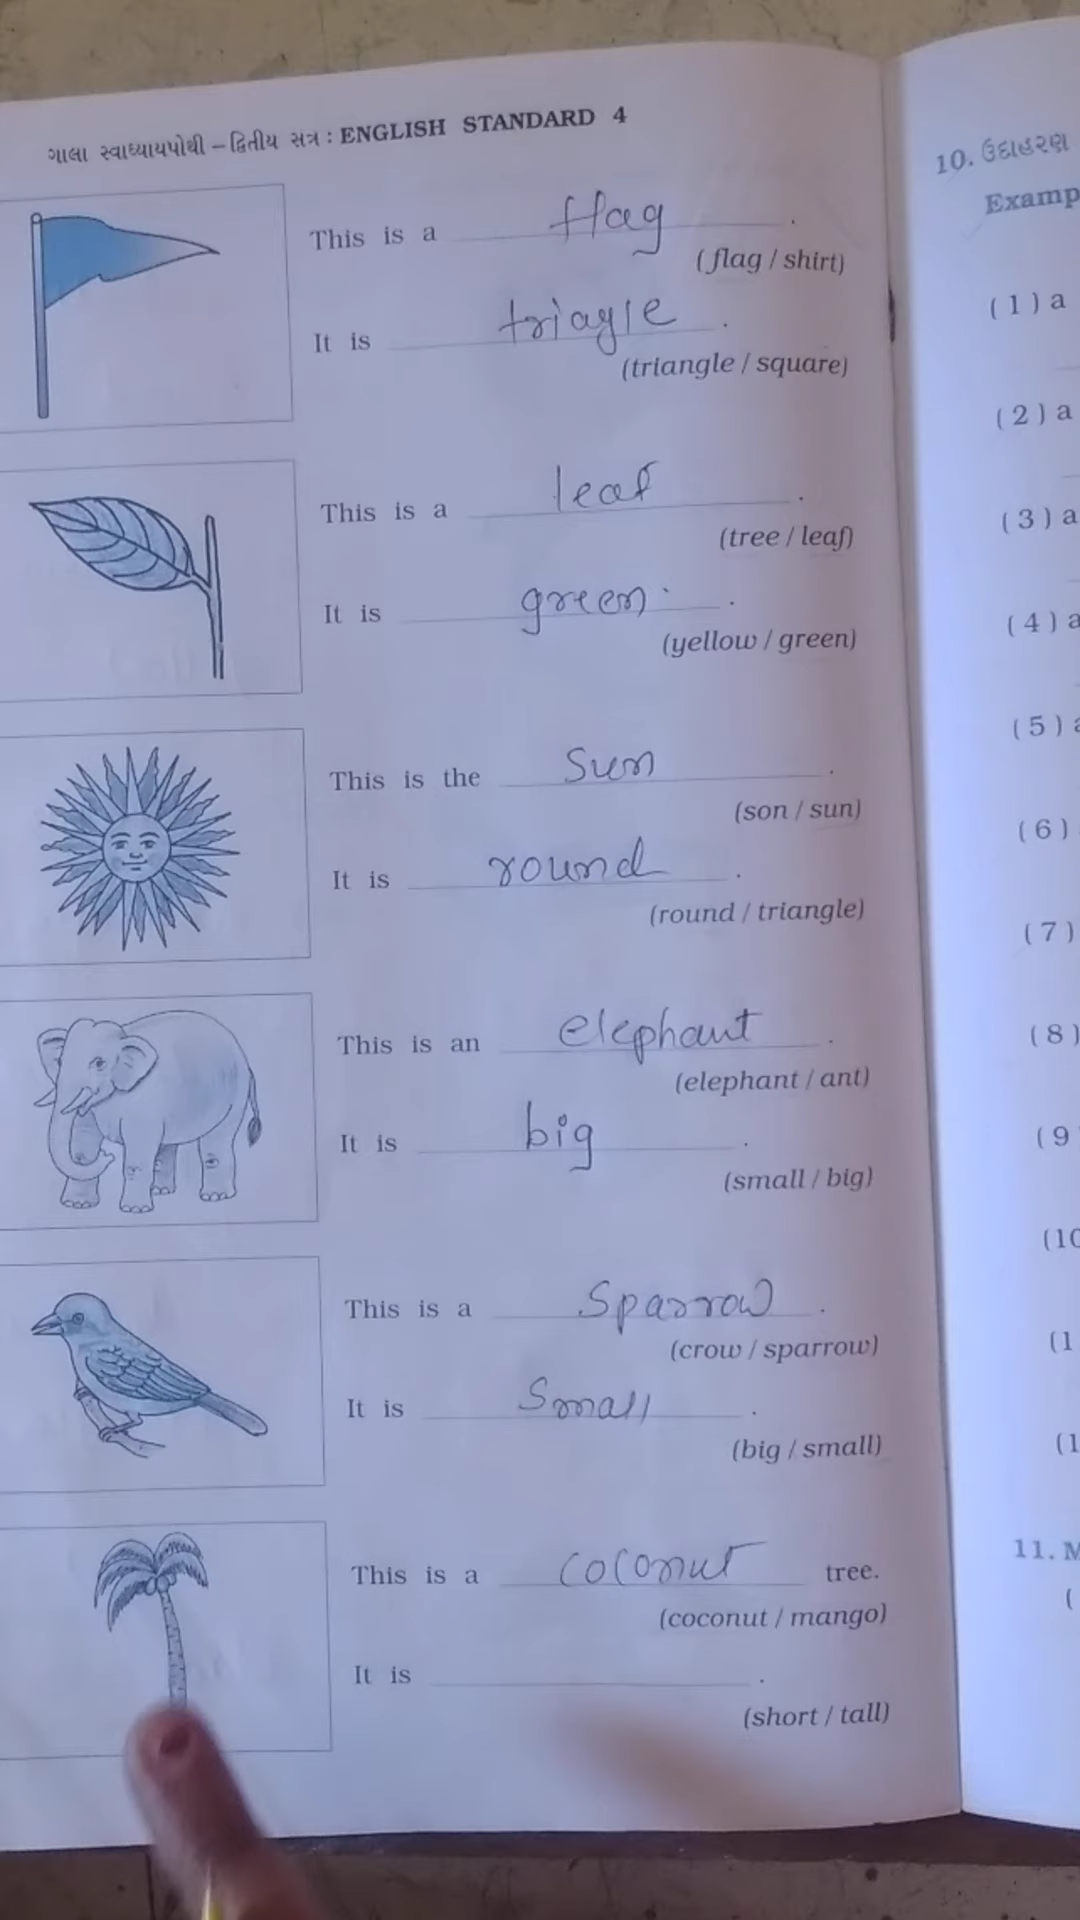 ગાલા સ્વાધ્યાયપોથી – દ્વિતીય સત્ર : ENGLISH STANDARD 4
This is a flag .
(flag / shirt)
It is triagle .
(triangle / square)
This is a leaf .
(tree / leaf)
It is green .
(yellow / green)
This is the sun .
(son / sun)
It is round .
(round / triangle)
This is an elephant .
(elephant / ant)
It is big .
(small / big)
This is a sparrow .
(crow / sparrow)
It is small .
(big / small)
This is a coconut tree.
(coconut / mango)
It is .
(short / tall)
10. ઉદાહરણ
(1) a
(2) a
(3) a
(4) a
(5)
(6)
(7)
(8)
(9
11.